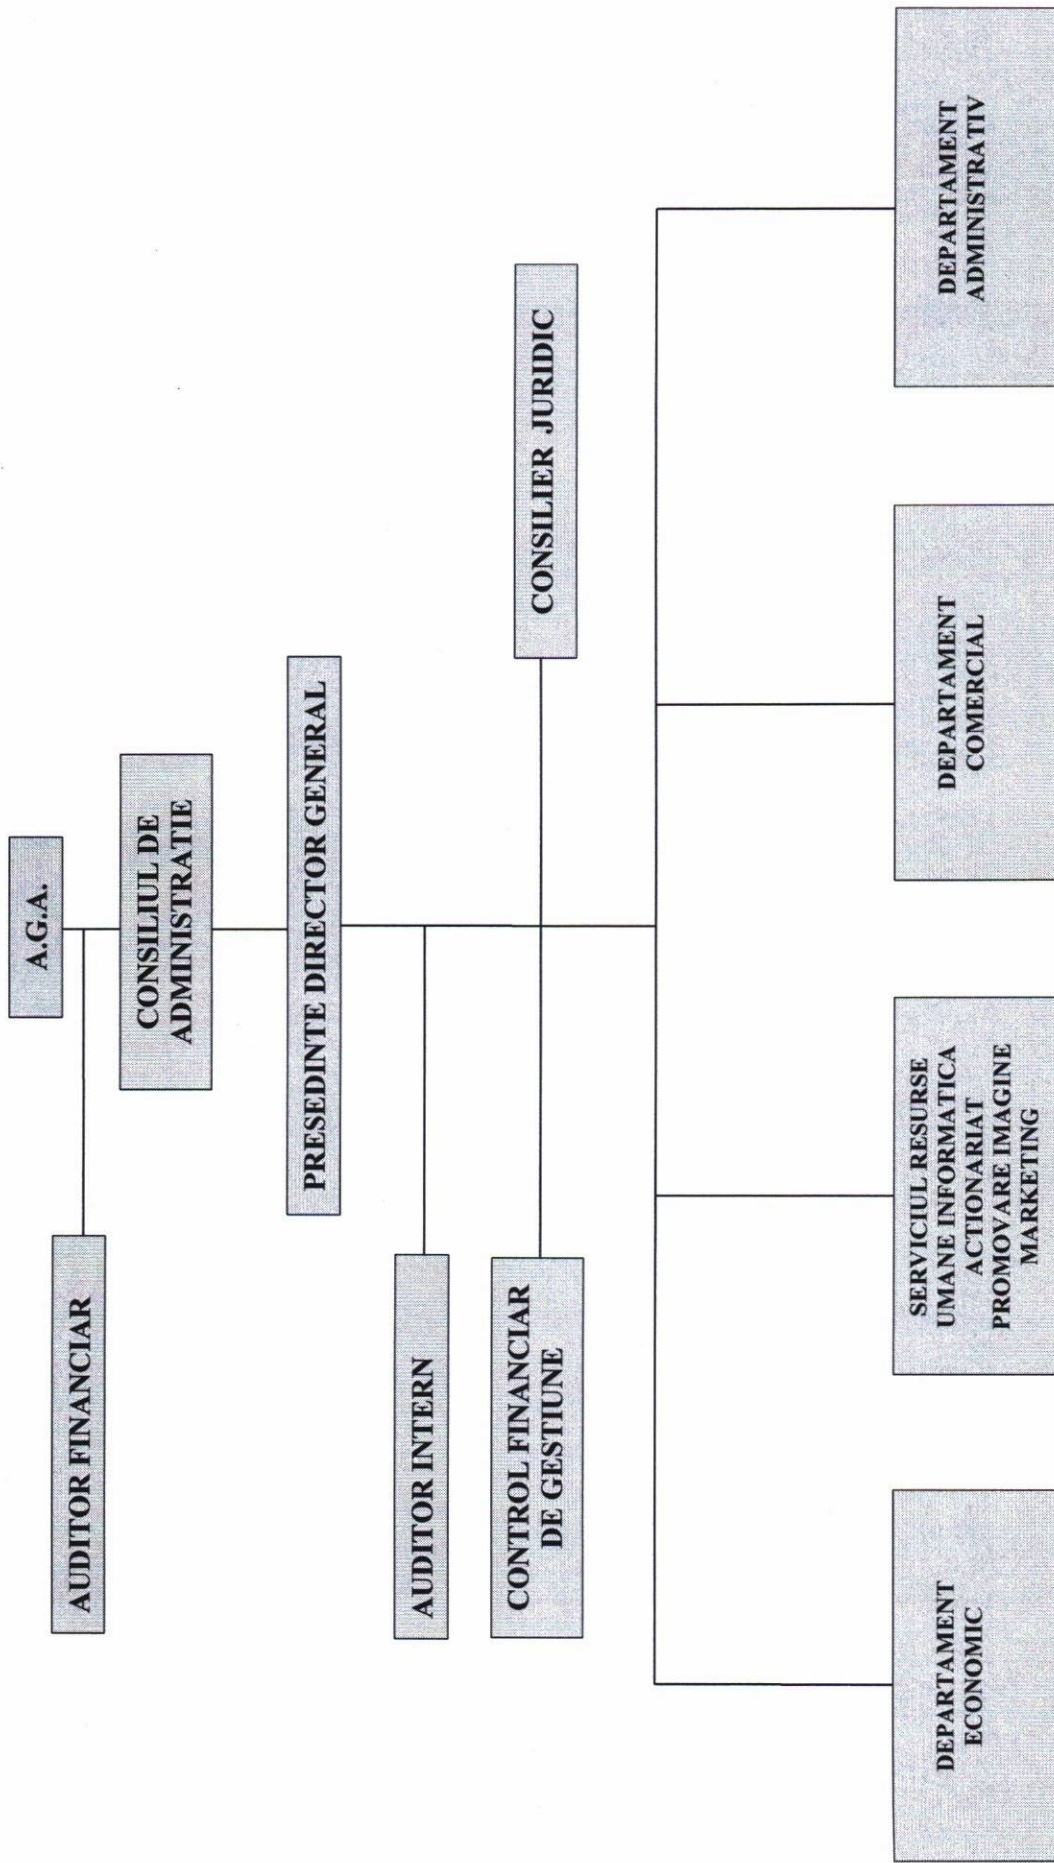 A.G.A.
AUDITOR FINANCIAR
CONSILIUL DE
ADMINISTRATIE
PRESEDINTE DIRECTOR GENERAL
AUDITOR INTERN
CONTROL FINANCIAR
DE GESTIUNE
CONSILIER JURIDIC
DEPARTAMENT
ECONOMIC
SERVICIUL RESURSE
UMANE INFORMATICA
ACTIONARIAT
PROMOVARE IMAGINE
MARKETING
DEPARTAMENT
COMERCIAL
DEPARTAMENT
ADMINISTRATIV